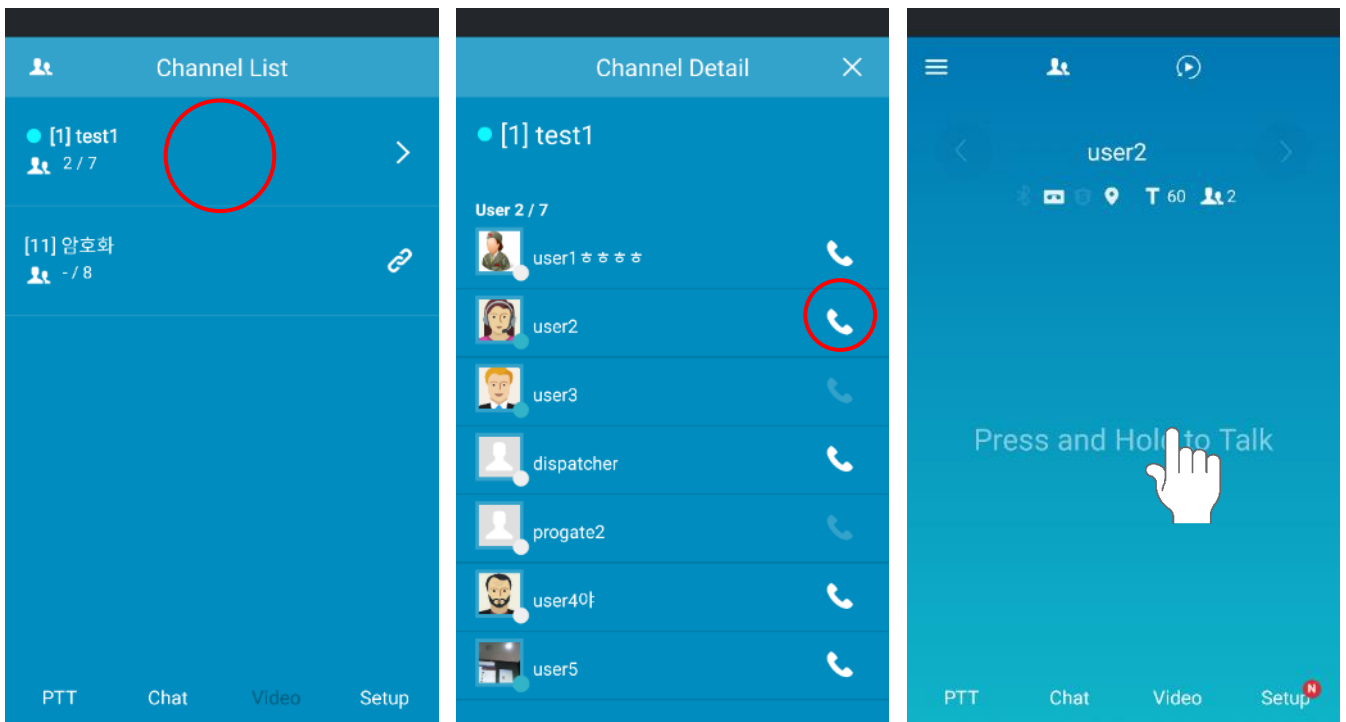 Channel List
[1] test1
2 / 7
[11] 암호화
- / 8
PTT Chat Video Setup
Channel Detail
[1] test1
User 2 / 7
user1ㅎㅎㅎㅎ
user2
user3
dispatcher
progate2
user4야
user5
user2
T 60 2
Press and Hold to Talk
PTT Chat Video Setup N